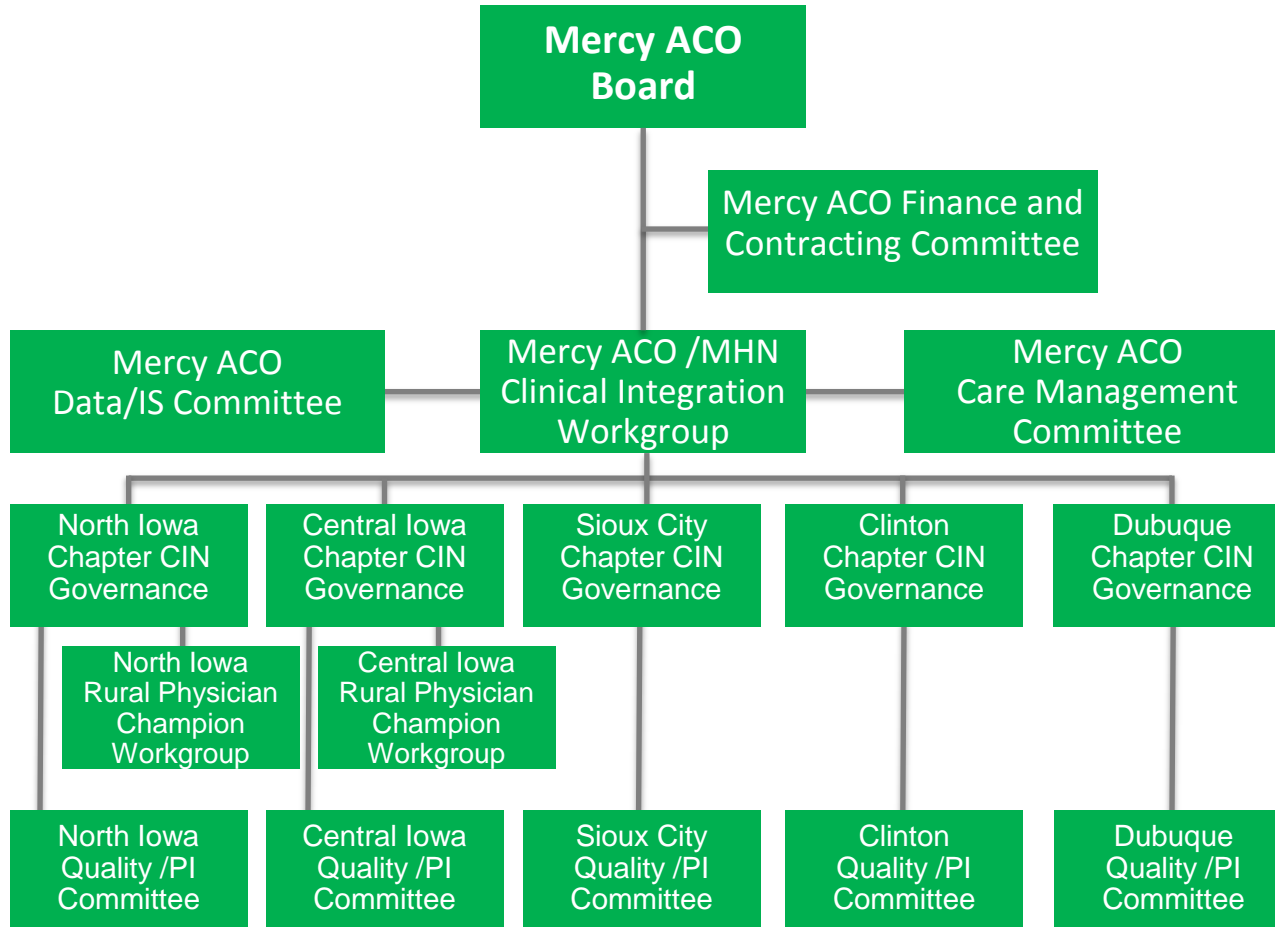 Mercy ACO
Board
Mercy ACO Finance and
Contracting Committee
Mercy ACO
Data/IS Committee
Mercy ACO /MHN
Clinical Integration
Workgroup
Mercy ACO
Care Management
Committee
North Iowa
Chapter CIN
Governance
Central Iowa
Chapter CIN
Governance
Sioux City
Chapter CIN
Governance
Clinton
Chapter CIN
Governance
Dubuque
Chapter CIN
Governance
North Iowa
Rural Physician
Champion
Workgroup
Central Iowa
Rural Physician
Champion
Workgroup
North Iowa
Quality /PI
Committee
Central Iowa
Quality /PI
Committee
Sioux City
Quality /PI
Committee
Clinton
Quality /PI
Committee
Dubuque
Quality /PI
Committee